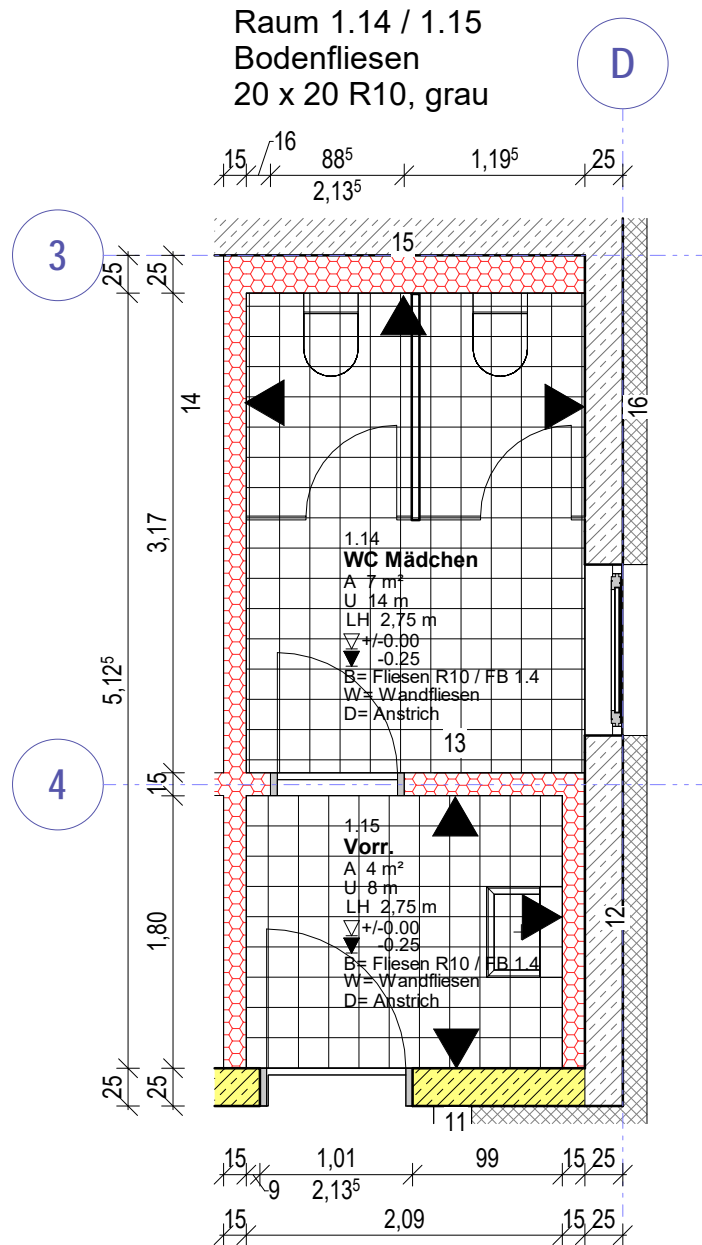 Raum 1.14 / 1.15
Bodenfliesen
20 x 20 R10, grau
D
15 16 88⁵ 1,19⁵ 25
2,13⁵
3
15
25
25
14
16
3,17
1.14
WC Mädchen
A 7 m²
U 14 m
LH 2,75 m
+/-0.00
-0.25
B= Fliesen R10 / FB 1.4
W= Wandfliesen
D= Anstrich
5,12⁵
13
4
15
1.15
Vorr.
A 4 m²
U 8 m
LH 2,75 m
+/-0.00
-0.25
B= Fliesen R10 / FB 1.4
W= Wandfliesen
D= Anstrich
1,80
12
25
25
11
15 9 1,01 99 15 25
2,13⁵
15 2,09 15 25